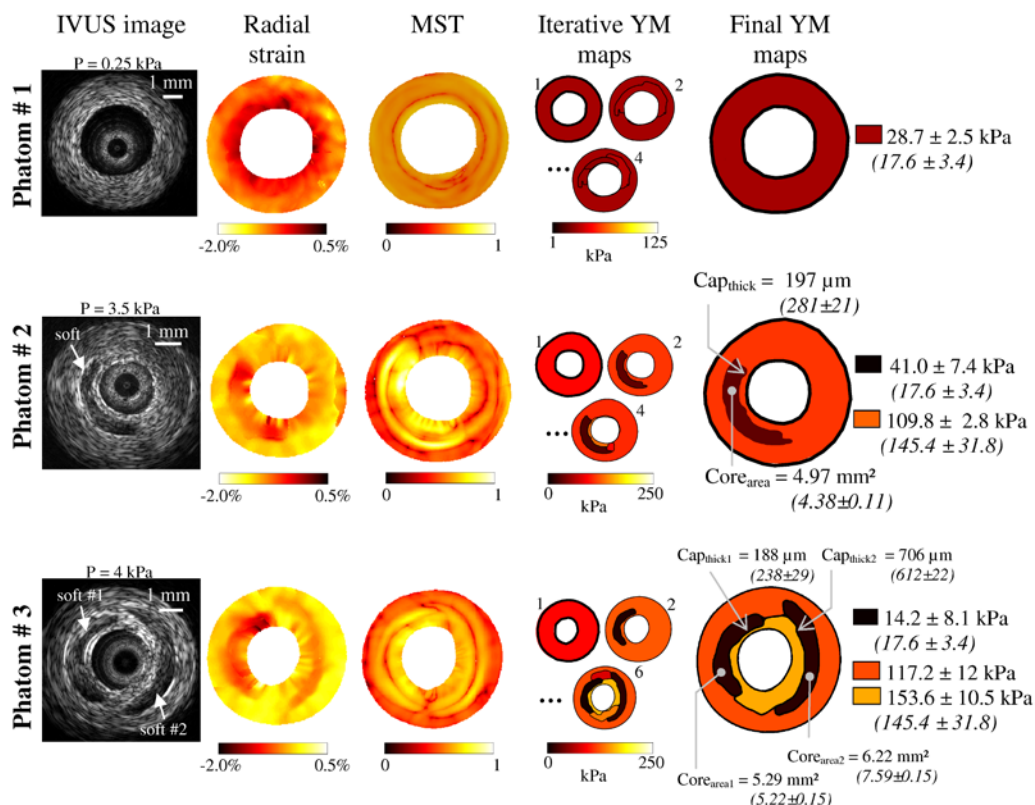 IVUS image
Radial
strain
MST
Iterative YM
maps
Final YM
maps
Phatom # 1
P = 0.25 kPa
1 mm
1
2
4
•••
28.7 ± 2.5 kPa
(17.6 ± 3.4)
-2.0% 0.5%
0 1
1 125
kPa
Phatom # 2
P = 3.5 kPa
1 mm
soft
1
2
4
•••
Capthick = 197 µm
(281±21)
41.0 ± 7.4 kPa
(17.6 ± 3.4)
109.8 ± 2.8 kPa
(145.4 ± 31.8)
Corearea = 4.97 mm²
(4.38±0.11)
-2.0% 0.5%
0 1
0 250
kPa
Phatom # 3
P = 4 kPa
1 mm
soft #1
soft #2
1
2
6
•••
Capthick1 = 188 µm
(238±29)
Capthick2 = 706 µm
(612±22)
14.2 ± 8.1 kPa
(17.6 ± 3.4)
117.2 ± 12 kPa
153.6 ± 10.5 kPa
(145.4 ± 31.8)
Corearea2 = 6.22 mm²
(7.59±0.15)
Corearea1 = 5.29 mm²
(5.22±0.15)
-2.0% 0.5%
0 1
0 250
kPa